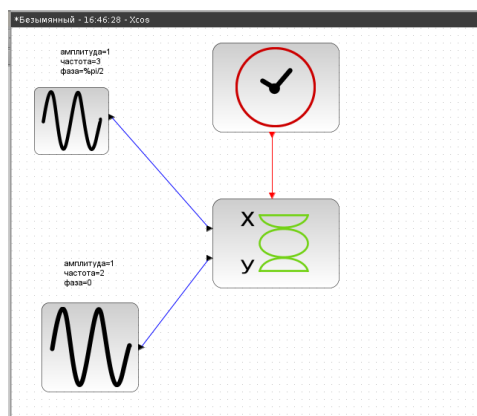 *Безымянный - 16:46:28 - Xcos
амплитуда=1
частота=3
фаза=%pi/2
X
У
амплитуда=1
частота=2
фаза=0